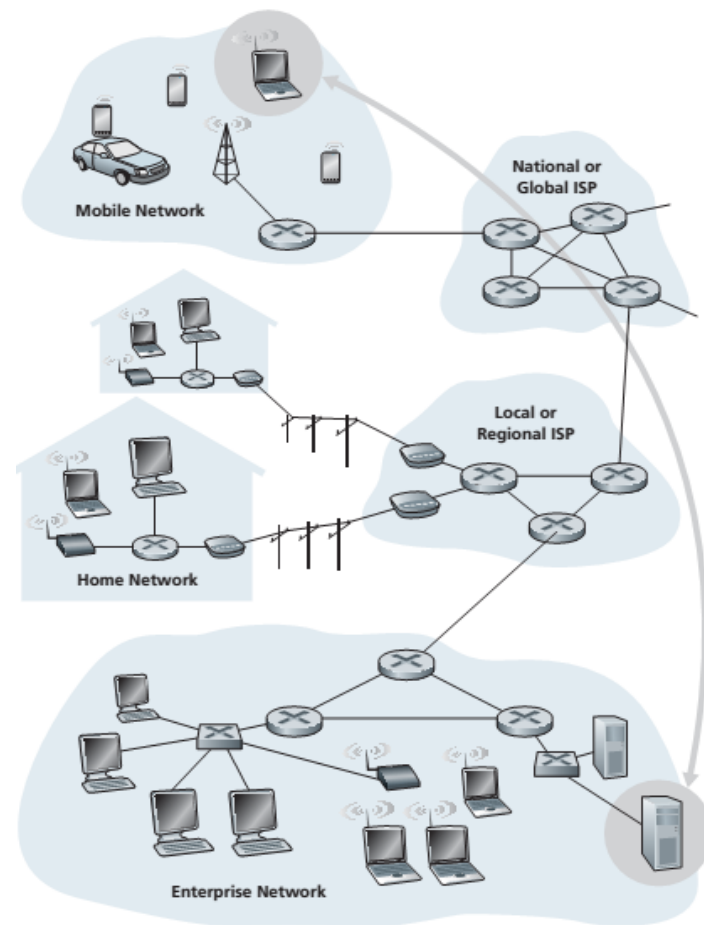 National or
Global ISP
Mobile Network
Local or
Regional ISP
Home Network
Enterprise Network